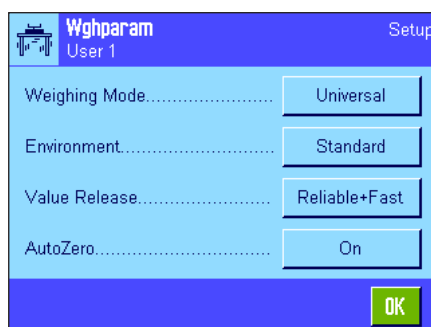 Wghparam Setup
User 1
Weighing Mode........................ Universal
Environment............................. Standard
Value Release......................... Reliable+Fast
AutoZero................................. On
OK